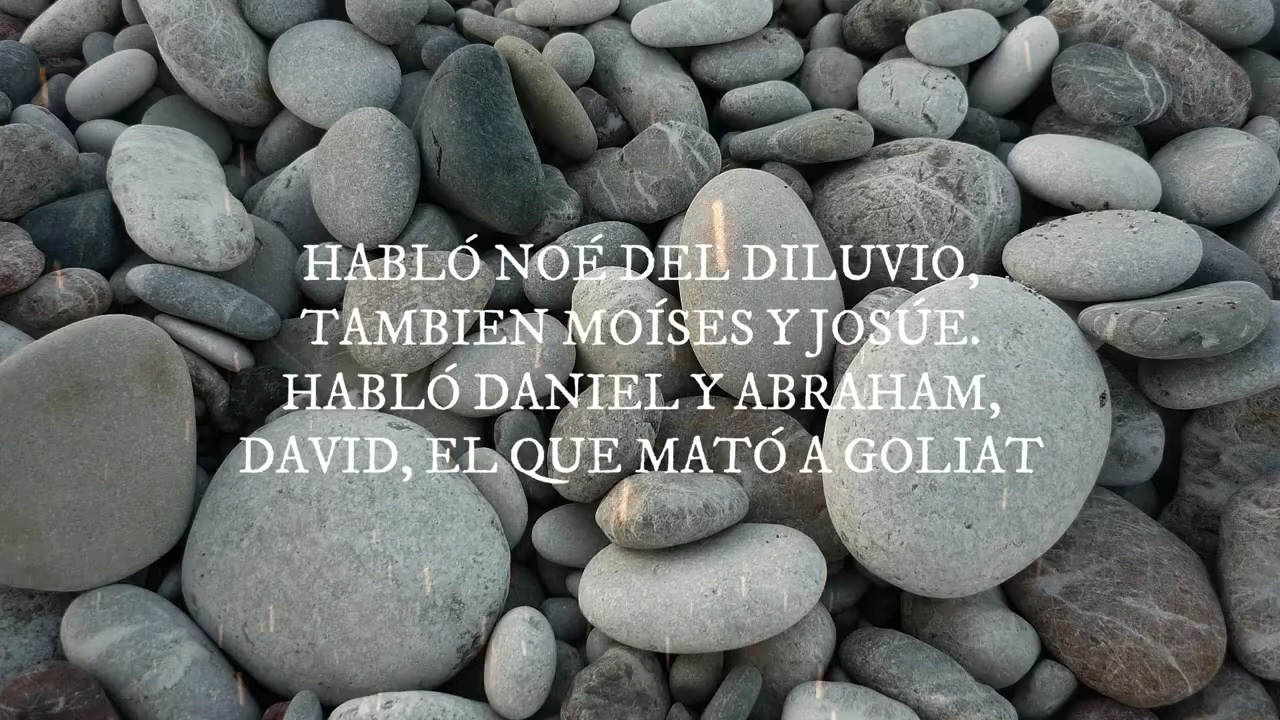 HABLÓ NOÉ DEL DILUVIO,
TAMBIEN MOÍSES Y JOSÚE.
HABLÓ DANIEL Y ABRAHAM,
DAVID, EL QUE MATÓ A GOLIAT